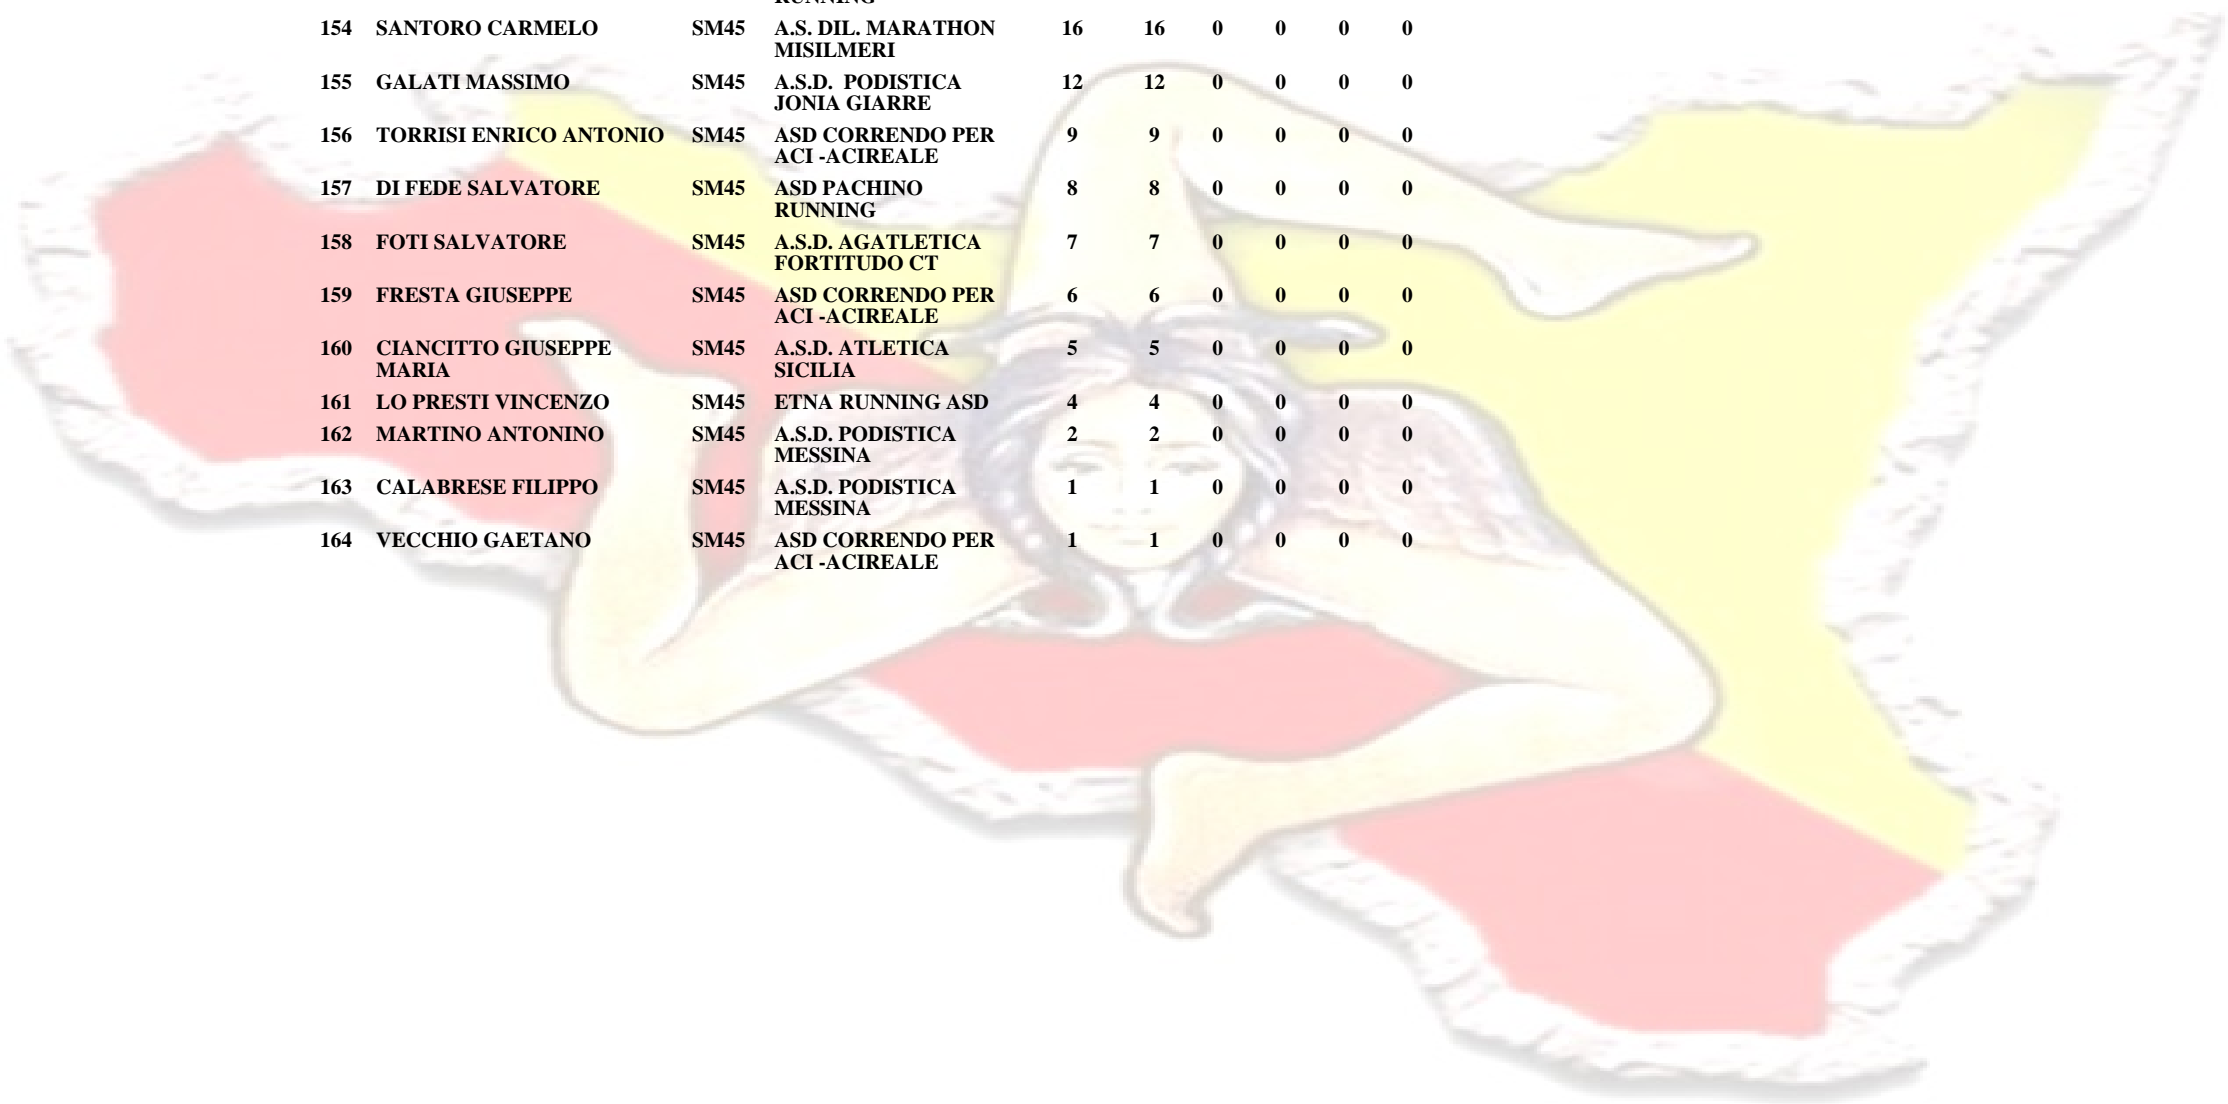 RUNNING
154 SANTORO CARMELO SM45 A.S. DIL. MARATHON 16 16 0 0 0 0
MISILMERI
155 GALATI MASSIMO SM45 A.S.D. PODISTICA 12 12 0 0 0 0
JONIA GIARRE
156 TORRISI ENRICO ANTONIO SM45 ASD CORRENDO PER 9 9 0 0 0 0
ACI -ACIREALE
157 DI FEDE SALVATORE SM45 ASD PACHINO 8 8 0 0 0 0
RUNNING
158 FOTI SALVATORE SM45 A.S.D. AGATLETICA 7 7 0 0 0 0
FORTITUDO CT
159 FRESTA GIUSEPPE SM45 ASD CORRENDO PER 6 6 0 0 0 0
ACI -ACIREALE
160 CIANCITTO GIUSEPPE SM45 A.S.D. ATLETICA 5 5 0 0 0 0
MARIA SICILIA
161 LO PRESTI VINCENZO SM45 ETNA RUNNING ASD 4 4 0 0 0 0
162 MARTINO ANTONINO SM45 A.S.D. PODISTICA 2 2 0 0 0 0
MESSINA
163 CALABRESE FILIPPO SM45 A.S.D. PODISTICA 1 1 0 0 0 0
MESSINA
164 VECCHIO GAETANO SM45 ASD CORRENDO PER 1 1 0 0 0 0
ACI -ACIREALE